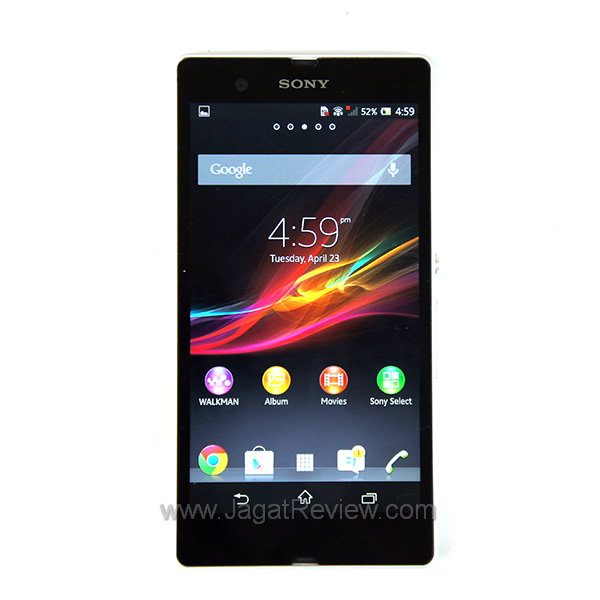 SONY
52% 4:59
Google
4:59 pm
Tuesday, April 23
WALKMAN Album Movies Sony Select
www.JagatReview.com